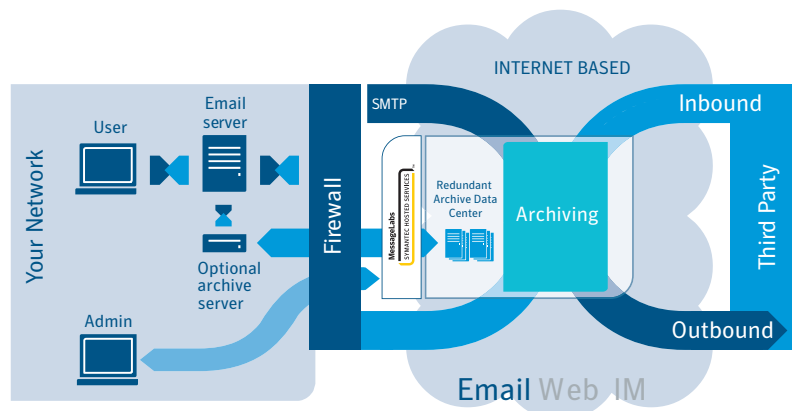 INTERNET BASED
Your Network
User
Email
server
Optional
archive
server
Admin
Firewall
SMTP
MessageLabs
SYMANTEC HOSTED SERVICES
Redundant
Archive Data
Center
Archiving
Inbound
Third Party
Outbound
Email Web IM